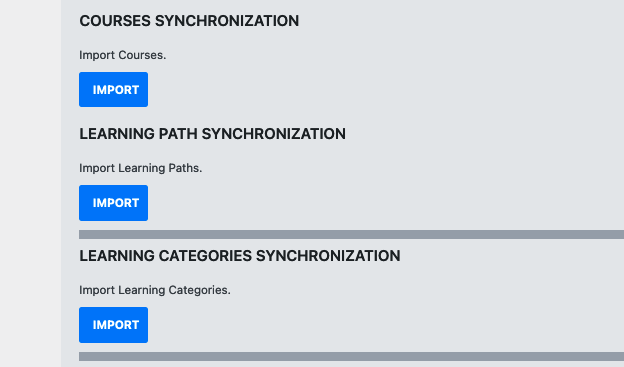 COURSES SYNCHRONIZATION
Import Courses.
IMPORT
LEARNING PATH SYNCHRONIZATION
Import Learning Paths.
IMPORT
LEARNING CATEGORIES SYNCHRONIZATION
Import Learning Categories.
IMPORT